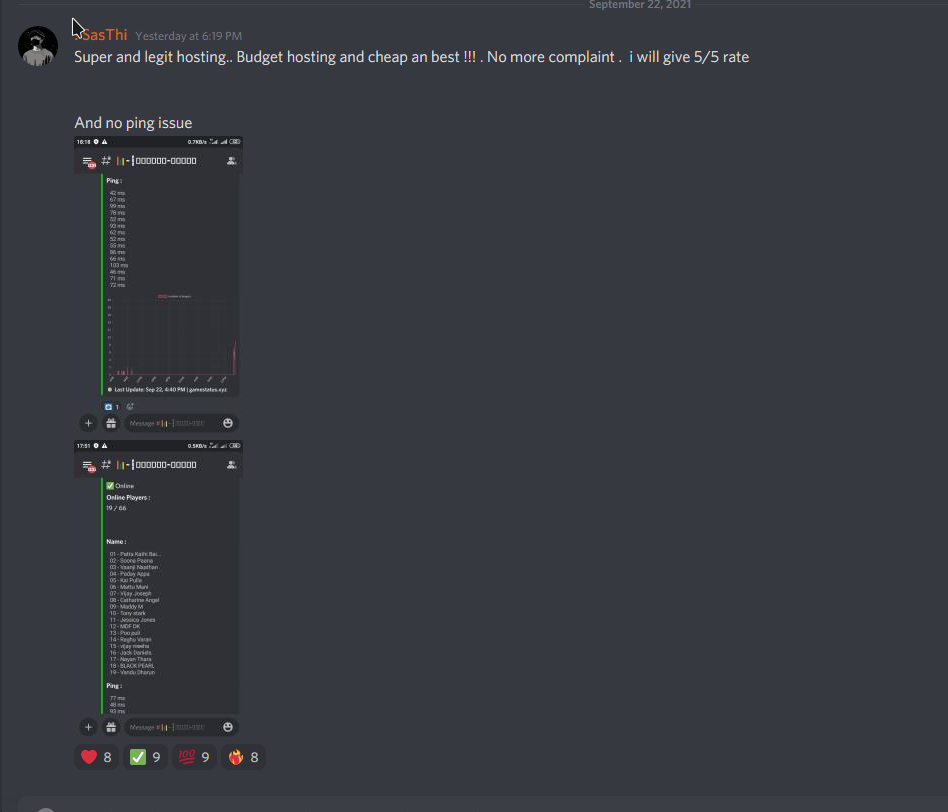 September 22, 2021
SasThi Yesterday at 6:19 PM
Super and legit hosting.. Budget hosting and cheap an best !!! . No more complaint . i will give 5/5 rate
And no ping issue
18:18 0.7KB/s
Ping :
42 ms
67 ms
99 ms
78 ms
52 ms
93 ms
62 ms
52 ms
55 ms
86 ms
66 ms
103 ms
46 ms
71 ms
72 ms
Last Update: Sep 22, 4:40 PM | gamestatus.xyz
1
Message #
17:51 0.5KB/s
Online
Online Players :
19 / 66
Name :
01 - Patta Kathi Bai...
02 - Soona Paana
03 - Vaanji Naathan
04 - Paday Appa
05 - Kai Pulla
06 - Mattu Mani
07 - Vijay Joseph
08 - Catharine Angel
09 - Maddy M
10 - Tony stark
11 - Jessica Jones
12 - MDF DK
13 - Poo pull
14 - Raghu Varan
15 - vijay meeha
16 - Jack Daniels
17 - Nayan Thara
18 - BLACK PEARL
19 - Vandu Dharun
Ping :
77 ms
48 ms
93 ms
Message #
8 9 100 9 8